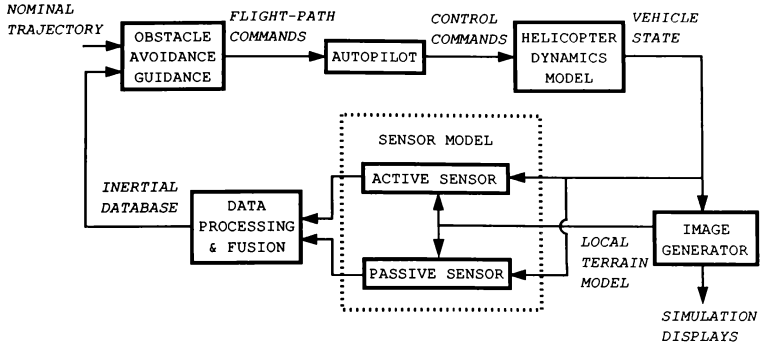 NOMINAL
TRAJECTORY
OBSTACLE
AVOIDANCE
GUIDANCE
FLIGHT-PATH
COMMANDS
AUTOPILOT
CONTROL
COMMANDS
HELICOPTER
DYNAMICS
MODEL
VEHICLE
STATE
SENSOR MODEL
ACTIVE SENSOR
PASSIVE SENSOR
INERTIAL
DATABASE
DATA
PROCESSING
& FUSION
LOCAL
TERRAIN
MODEL
IMAGE
GENERATOR
SIMULATION
DISPLAYS